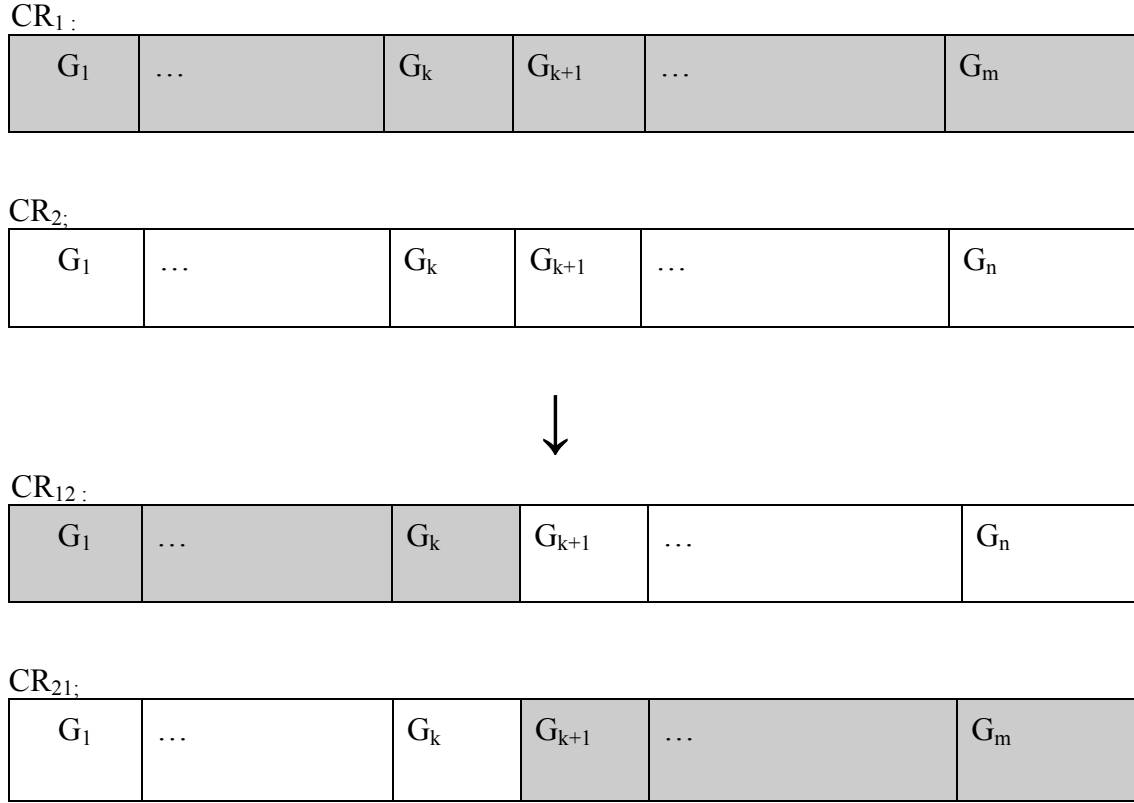 CR₁ :
G₁ … Gₖ Gₖ₊₁ … Gₘ
CR₂;
G₁ … Gₖ Gₖ₊₁ … Gₙ
↓
CR₁₂ :
G₁ … Gₖ Gₖ₊₁ … Gₙ
CR₂₁;
G₁ … Gₖ Gₖ₊₁ … Gₘ